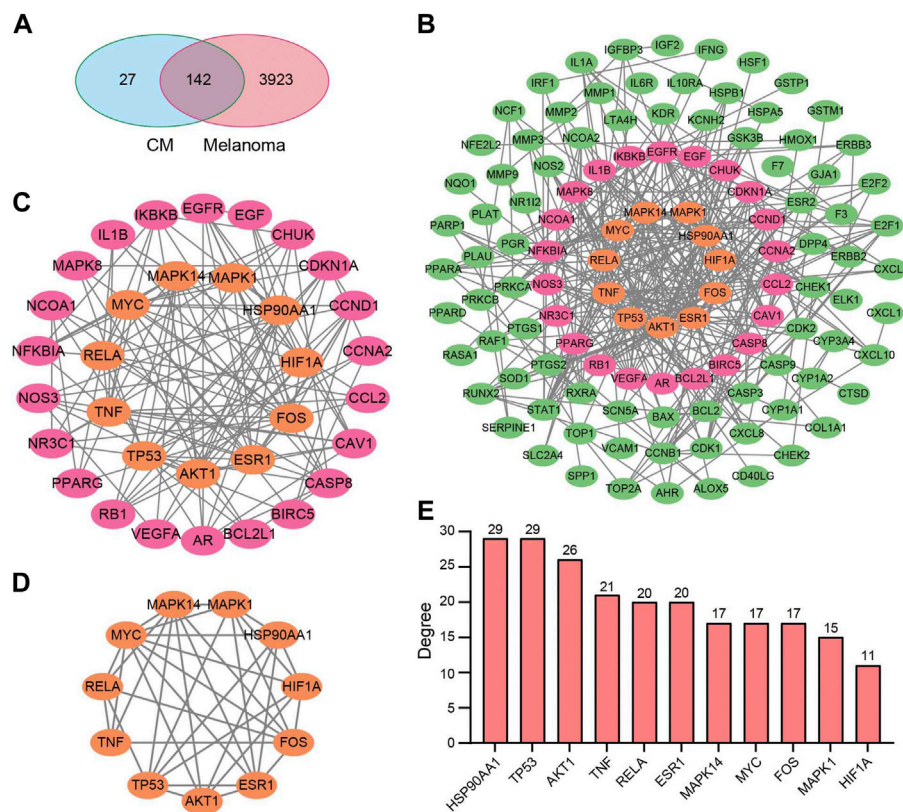 A
27
142
3923
CM
Melanoma
B
IGFBP3
IGF2
IFNG
IL1A
HSF1
IRF1
MMP1
IL6R
IL10RA
HSPB1
GSTP1
NCF1
MMP2
LTA4H
KDR
KCNH2
HSPA5
GSTM1
NFE2L2
MMP3
NCOA2
GSK3B
HMOX1
ERBB3
NOS2
F7
NQO1
MMP9
NR1I2
ESR2
GJA1
E2F2
PARP1
PLAT
F3
E2F1
PPARA
PLAU
PGR
DPP4
ERBB2
CXCL
PPARD
PRKCB
PRKCA
CHEK1
ELK1
RASA1
RAF1
PTGS1
CDK2
CYP3A4
CXCL1
CXCL10
RUNX2
SOD1
PTGS2
CASP9
CYP1A2
CTSD
SERPINE1
STAT1
RXRA
SCN5A
BAX
BCL2
CASP3
CYP1A1
COL1A1
SLC2A4
TOP1
VCAM1
CCNB1
CDK1
CXCL8
CHEK2
SPP1
TOP2A
AHR
ALOX5
CD40LG
IKBKB
EGFR
EGF
IL1B
CHUK
MAPK8
CDKN1A
NCOA1
CCND1
NFKBIA
CCNA2
NOS3
CCL2
NR3C1
CAV1
PPARG
CASP8
RB1
BIRC5
VEGFA
AR
BCL2L1
MAPK14
MAPK1
MYC
HSP90AA1
RELA
HIF1A
TNF
FOS
TP53
AKT1
ESR1
C
IKBKB
EGFR
EGF
IL1B
CHUK
MAPK8
CDKN1A
NCOA1
CCND1
NFKBIA
CCNA2
NOS3
CCL2
NR3C1
CAV1
PPARG
CASP8
RB1
BIRC5
VEGFA
AR
BCL2L1
MAPK14
MAPK1
MYC
HSP90AA1
RELA
HIF1A
TNF
FOS
TP53
AKT1
ESR1
D
MAPK14
MAPK1
MYC
HSP90AA1
RELA
HIF1A
TNF
FOS
TP53
AKT1
ESR1
E
Degree
30
25
20
15
10
5
0
29
29
26
21
20
20
17
17
17
15
11
HSP90AA1
TP53
AKT1
TNF
RELA
ESR1
MAPK14
MYC
FOS
MAPK1
HIF1A